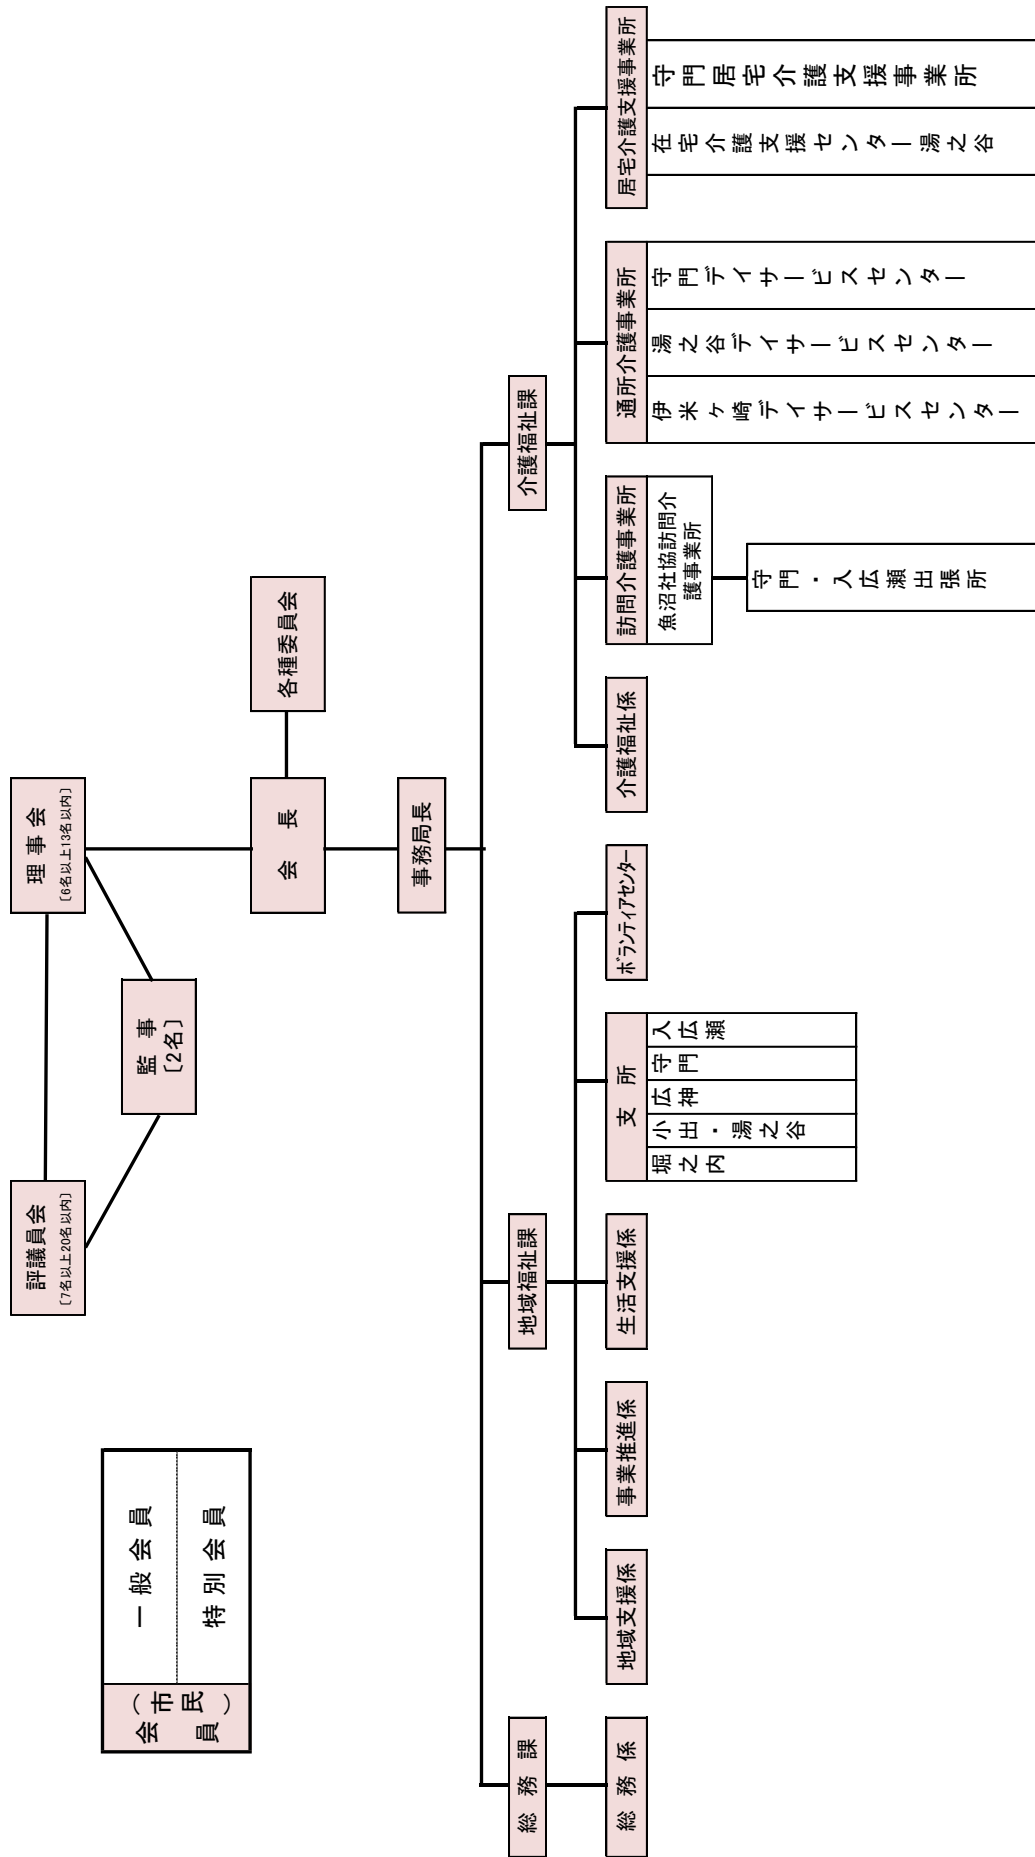 会員
（市民）
一般会員
特別会員
評議員会
〔7名以上20名以内〕
理事会
〔6名以上13名以内〕
監事
〔2名〕
会長
各種委員会
事務局長
総務課
地域福祉課
介護福祉課
総務係
地域支援係
事業推進係
生活支援係
支所
堀之内
小出・湯之谷
広神
守門
入広瀬
ボランティアセンター
介護福祉係
訪問介護事業所
魚沼社協訪問介
護事業所
守門・入広瀬出張所
通所介護事業所
伊米ヶ崎デイサービスセンター
湯之谷デイサービスセンター
守門デイサービスセンター
居宅介護支援事業所
在宅介護支援センター湯之谷
守門居宅介護支援事業所